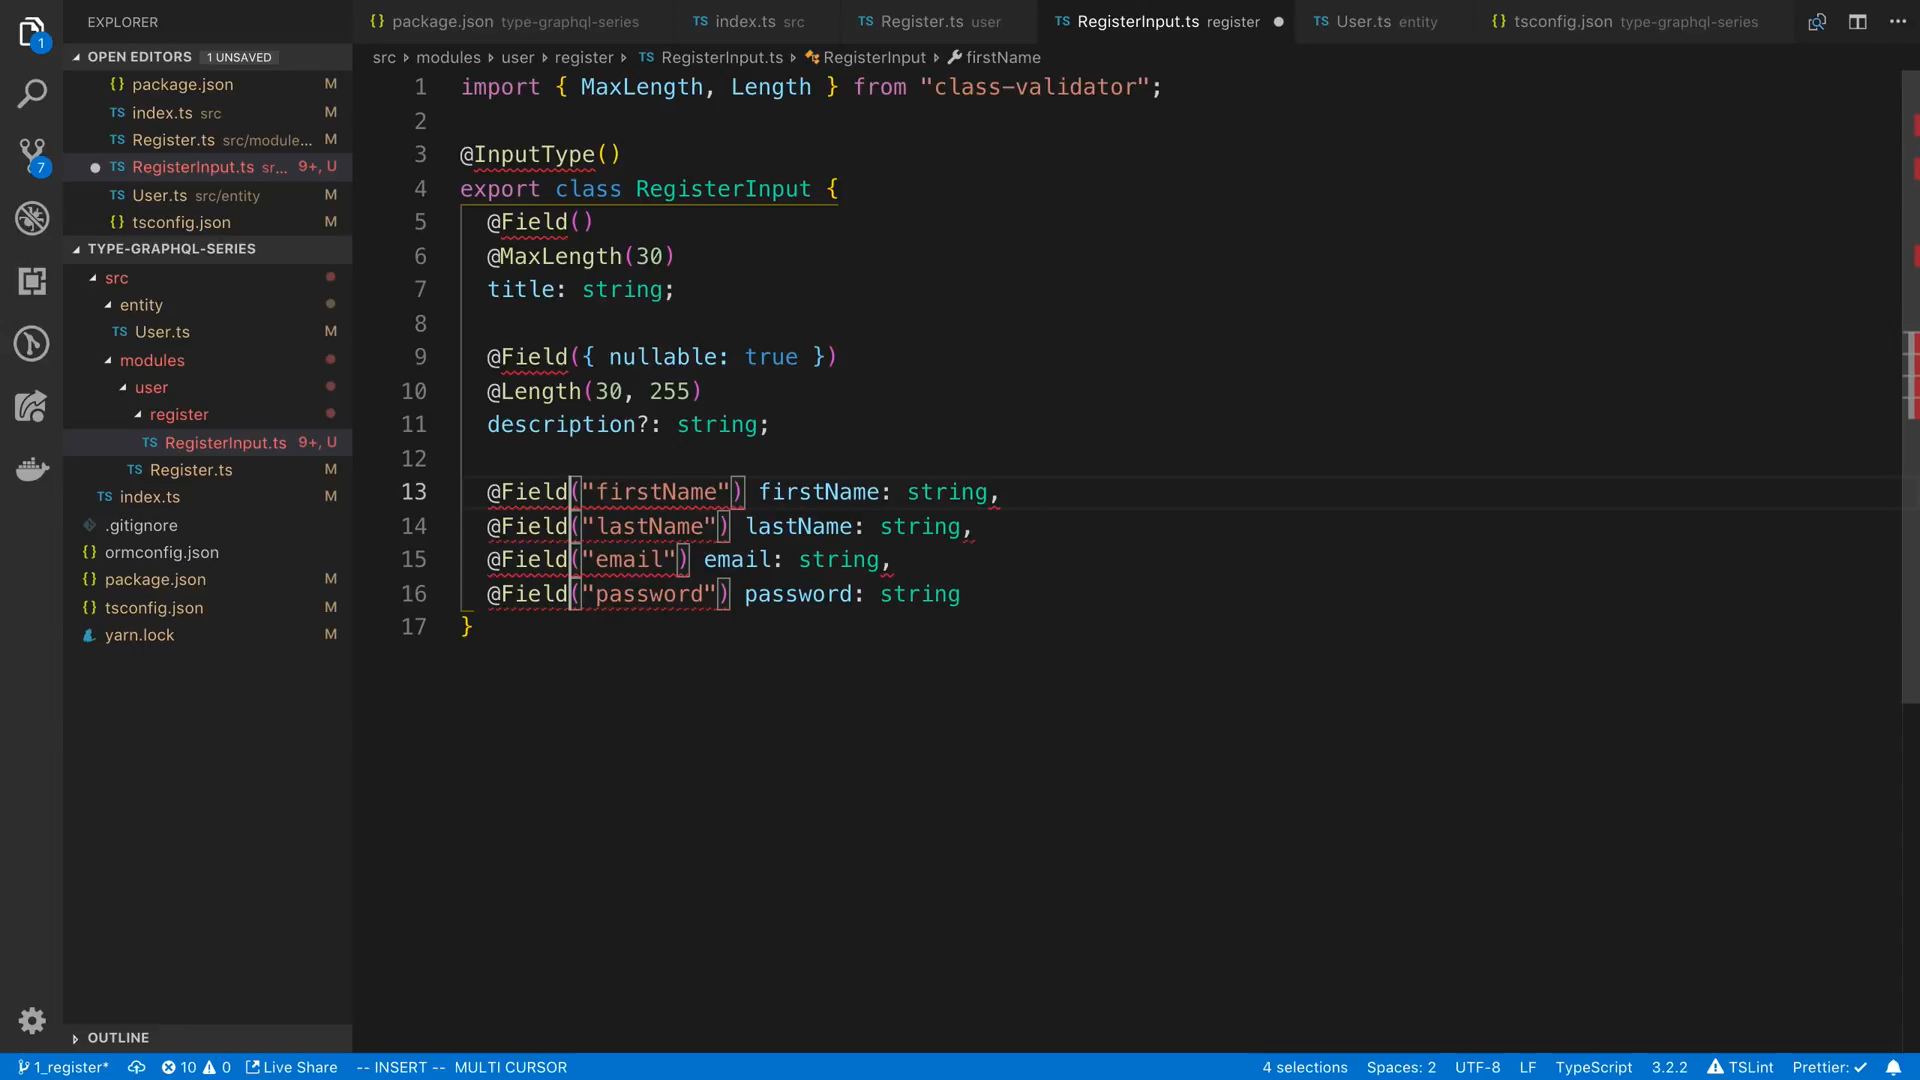 EXPLORER
{} package.json type-graphql-series
TS index.ts src
TS Register.ts user
TS RegisterInput.ts register
TS User.ts entity
{} tsconfig.json type-graphql-series
1
OPEN EDITORS 1 UNSAVED
{} package.json M
TS index.ts src M
TS Register.ts src/module... M
TS RegisterInput.ts sr... 9+, U
TS User.ts src/entity M
{} tsconfig.json M
7
TYPE-GRAPHQL-SERIES
src
entity
TS User.ts M
modules
user
register
TS RegisterInput.ts 9+, U
TS Register.ts M
TS index.ts M
.gitignore
{} ormconfig.json
{} package.json M
{} tsconfig.json M
yarn.lock M
OUTLINE
src modules user register TS RegisterInput.ts RegisterInput firstName
1 import { MaxLength, Length } from "class-validator";
2
3 @InputType()
4 export class RegisterInput {
5 @Field()
6 @MaxLength(30)
7 title: string;
8
9 @Field({ nullable: true })
10 @Length(30, 255)
11 description?: string;
12
13 @Field("firstName") firstName: string,
14 @Field("lastName") lastName: string,
15 @Field("email") email: string,
16 @Field("password") password: string
17 }
1_register* 10 0 Live Share -- INSERT -- MULTI CURSOR 4 selections Spaces: 2 UTF-8 LF TypeScript 3.2.2 TSLint Prettier: ✓